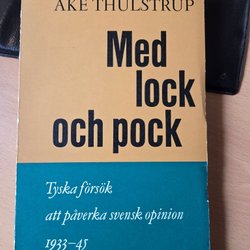 ÅKE THULSTRUP
Med
lock
och pock
Tyska försök
att påverka svensk opinion
1933–45